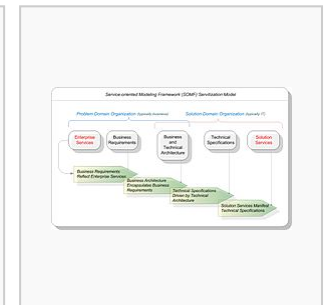 Service-oriented Modeling Framework (SOMF) Servitization Model
Problem-Domain Organization (typically business)
Solution-Domain Organization (typically IT)
Enterprise
Services
Business
Requirements
Business
and
Technical
Architecture
Technical
Specifications
Solution
Services
Business Requirements
Reflect Enterprise Services
Business Architecture
Encapsulates Business
Requirements
Technical Specifications
Driven by Technical
Architecture
Solution Services Manifest
Technical Specifications